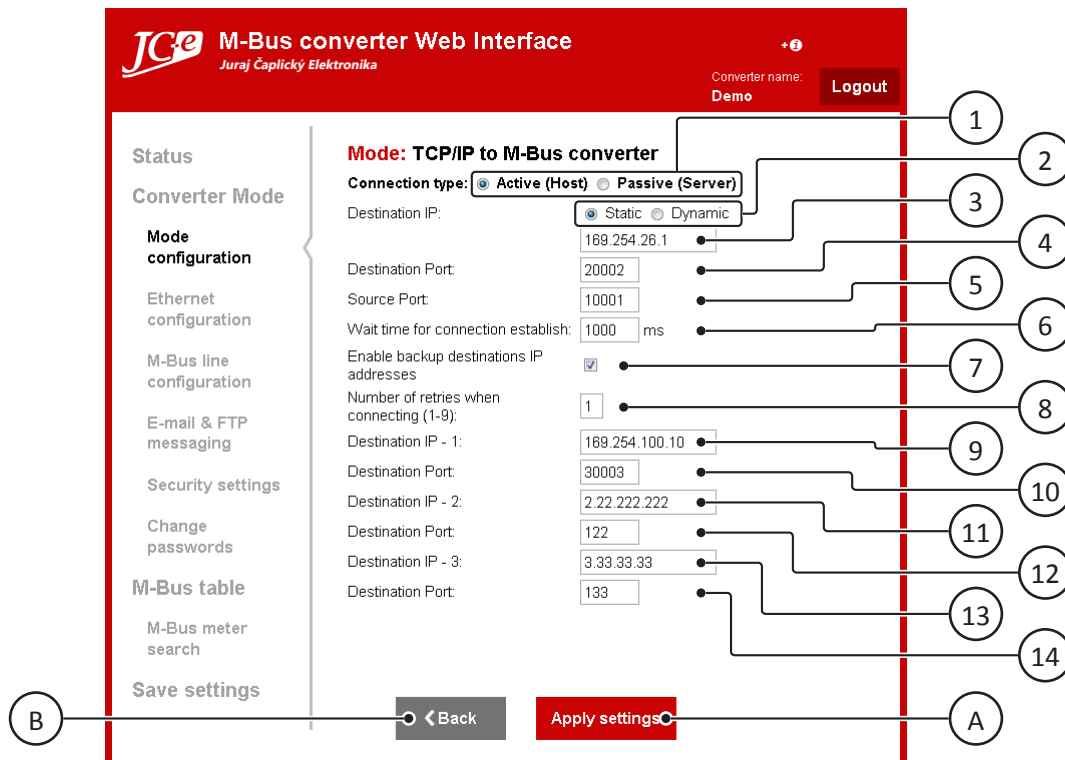 JC-e M-Bus converter Web Interface
Juraj Čaplický Elektronika
+i
Converter name:
Demo
Logout
Status
Converter Mode
Mode
configuration
Ethernet
configuration
M-Bus line
configuration
E-mail & FTP
messaging
Security settings
Change
passwords
M-Bus table
M-Bus meter
search
Save settings
Mode: TCP/IP to M-Bus converter
Connection type: Active (Host) Passive (Server)
Destination IP: Static Dynamic
169.254.26.1
Destination Port: 20002
Source Port: 10001
Wait time for connection establish: 1000 ms
Enable backup destinations IP
addresses
Number of retries when
connecting (1-9): 1
Destination IP - 1: 169.254.100.10
Destination Port: 30003
Destination IP - 2: 2.22.222.222
Destination Port: 122
Destination IP - 3: 3.33.33.33
Destination Port: 133
Back
Apply settings
1
2
3
4
5
6
7
8
9
10
11
12
13
14
A
B